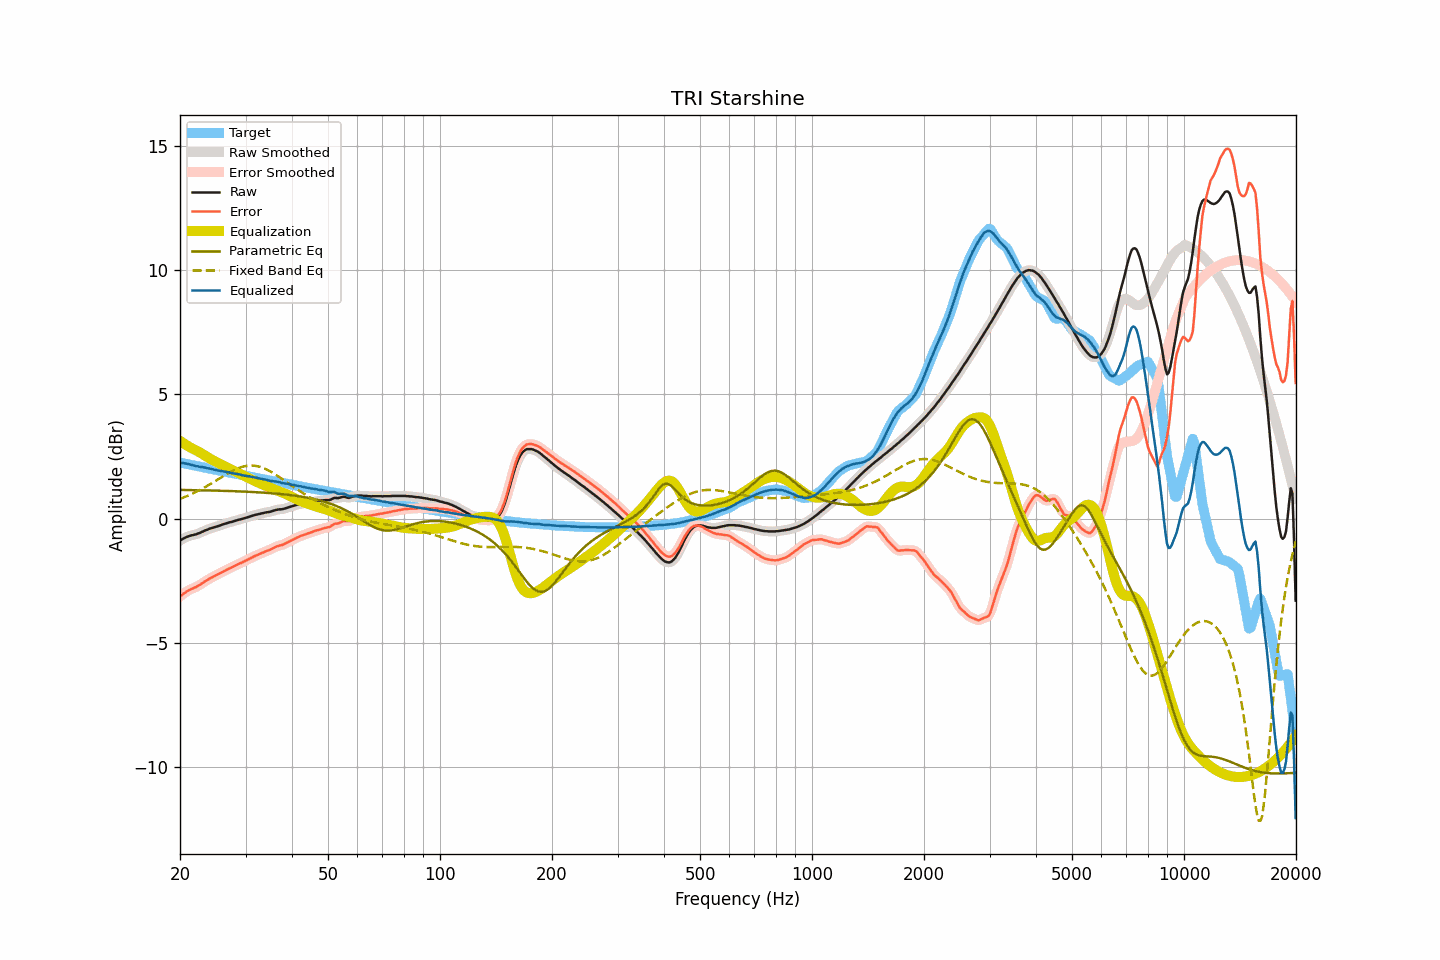 TRI Starshine
Target
Raw Smoothed
Error Smoothed
Raw
Error
Equalization
Parametric Eq
Fixed Band Eq
Equalized
15
10
5
0
−5
−10
Amplitude (dBr)
20 50 100 200 500 1000 2000 5000 10000 20000
Frequency (Hz)